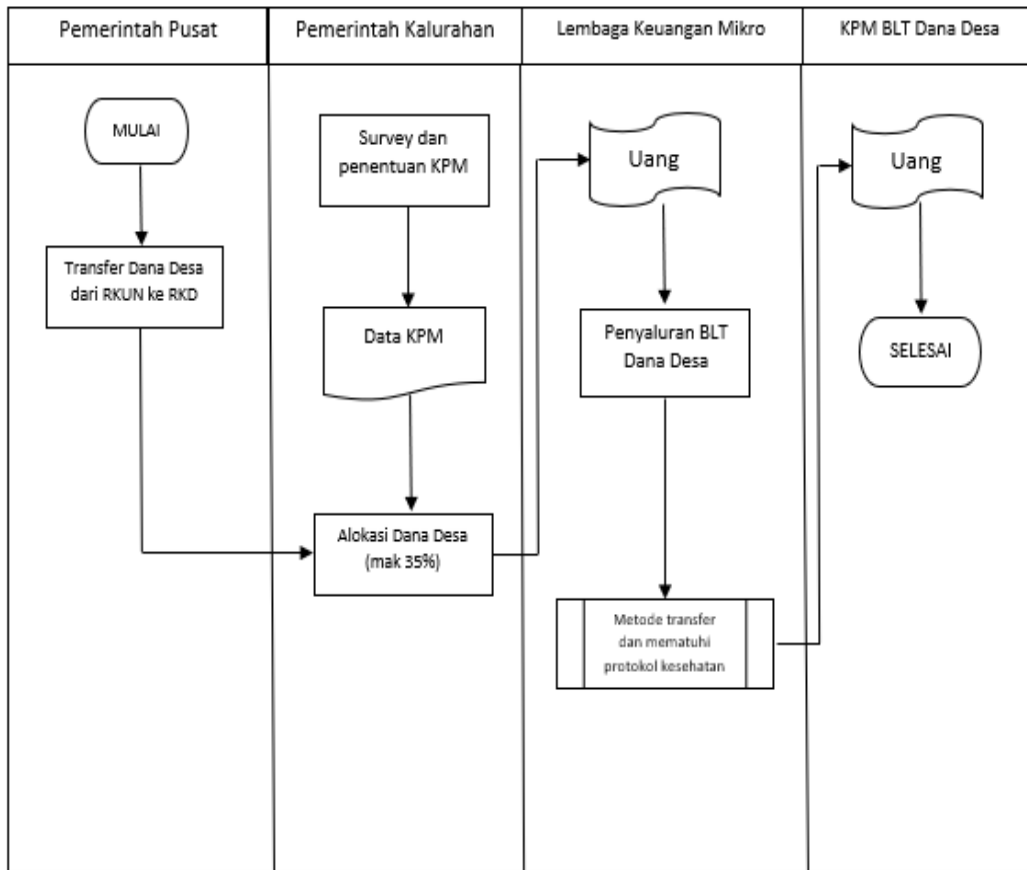 Pemerintah Pusat
Pemerintah Kalurahan
Lembaga Keuangan Mikro
KPM BLT Dana Desa
MULAI
Transfer Dana Desa
dari RKUN ke RKD
Survey dan
penentuan KPM
Data KPM
Alokasi Dana Desa
(mak 35%)
Uang
Penyaluran BLT
Dana Desa
Metode transfer
dan mematuhi
protokol kesehatan
Uang
SELESAI